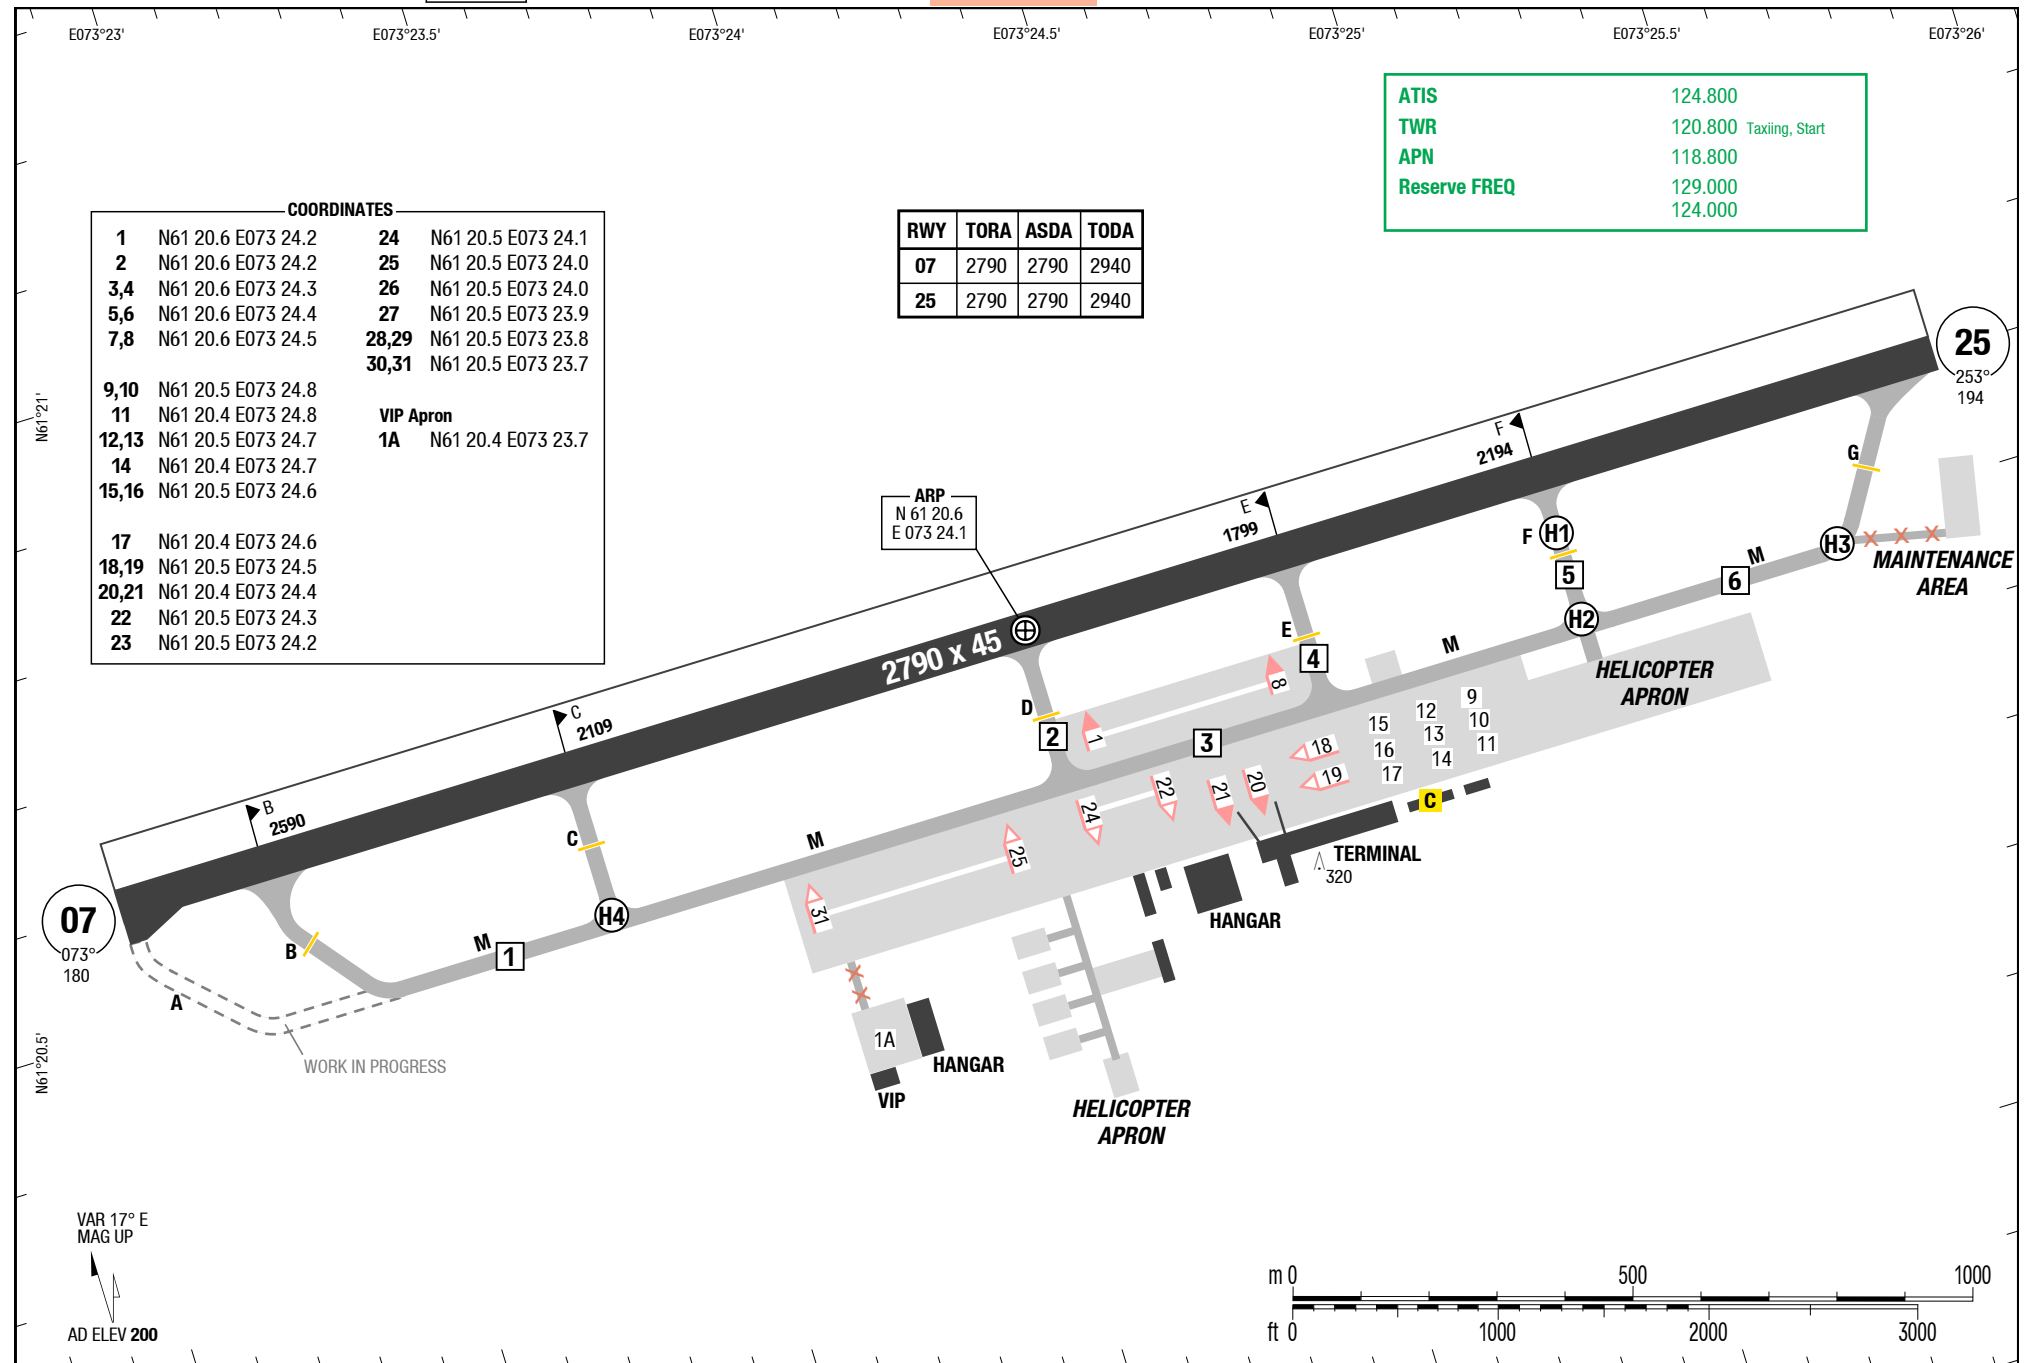 E073°23' E073°23.5' E073°24' E073°24.5' E073°25' E073°25.5' E073°26'
ATIS 124.800
TWR 120.800 Taxiing, Start
APN 118.800
Reserve FREQ 129.000
124.000
COORDINATES
1 N61 20.6 E073 24.2 24 N61 20.5 E073 24.1
2 N61 20.6 E073 24.2 25 N61 20.5 E073 24.0
3,4 N61 20.6 E073 24.3 26 N61 20.5 E073 24.0
5,6 N61 20.6 E073 24.4 27 N61 20.5 E073 23.9
7,8 N61 20.6 E073 24.5 28,29 N61 20.5 E073 23.8
30,31 N61 20.5 E073 23.7
9,10 N61 20.5 E073 24.8
11 N61 20.4 E073 24.8 VIP Apron
12,13 N61 20.5 E073 24.7 1A N61 20.4 E073 23.7
14 N61 20.4 E073 24.7
15,16 N61 20.5 E073 24.6
17 N61 20.4 E073 24.6
18,19 N61 20.5 E073 24.5
20,21 N61 20.4 E073 24.4
22 N61 20.5 E073 24.3
23 N61 20.5 E073 24.2
RWY TORA ASDA TODA
07 2790 2790 2940
25 2790 2790 2940
N61°21'
25
253°
194
F
2194
G
ARP
N 61 20.6
E 073 24.1
E
1799
F
H1
5
H3
M
6
MAINTENANCE
AREA
2790 x 45
E
4
H2
M
HELICOPTER
APRON
C
2109
D
2
1
8
3
9
12
10
15
13
11
16
14
17
18
19
20
21
22
24
25
31
C
B
2590
C
M
TERMINAL
320
HANGAR
07
073°
180
H4
B
M
1
A
WORK IN PROGRESS
N61°20.5'
1A
HANGAR
VIP
HELICOPTER
APRON
VAR 17° E
MAG UP
AD ELEV 200
m 0 500 1000
ft 0 1000 2000 3000